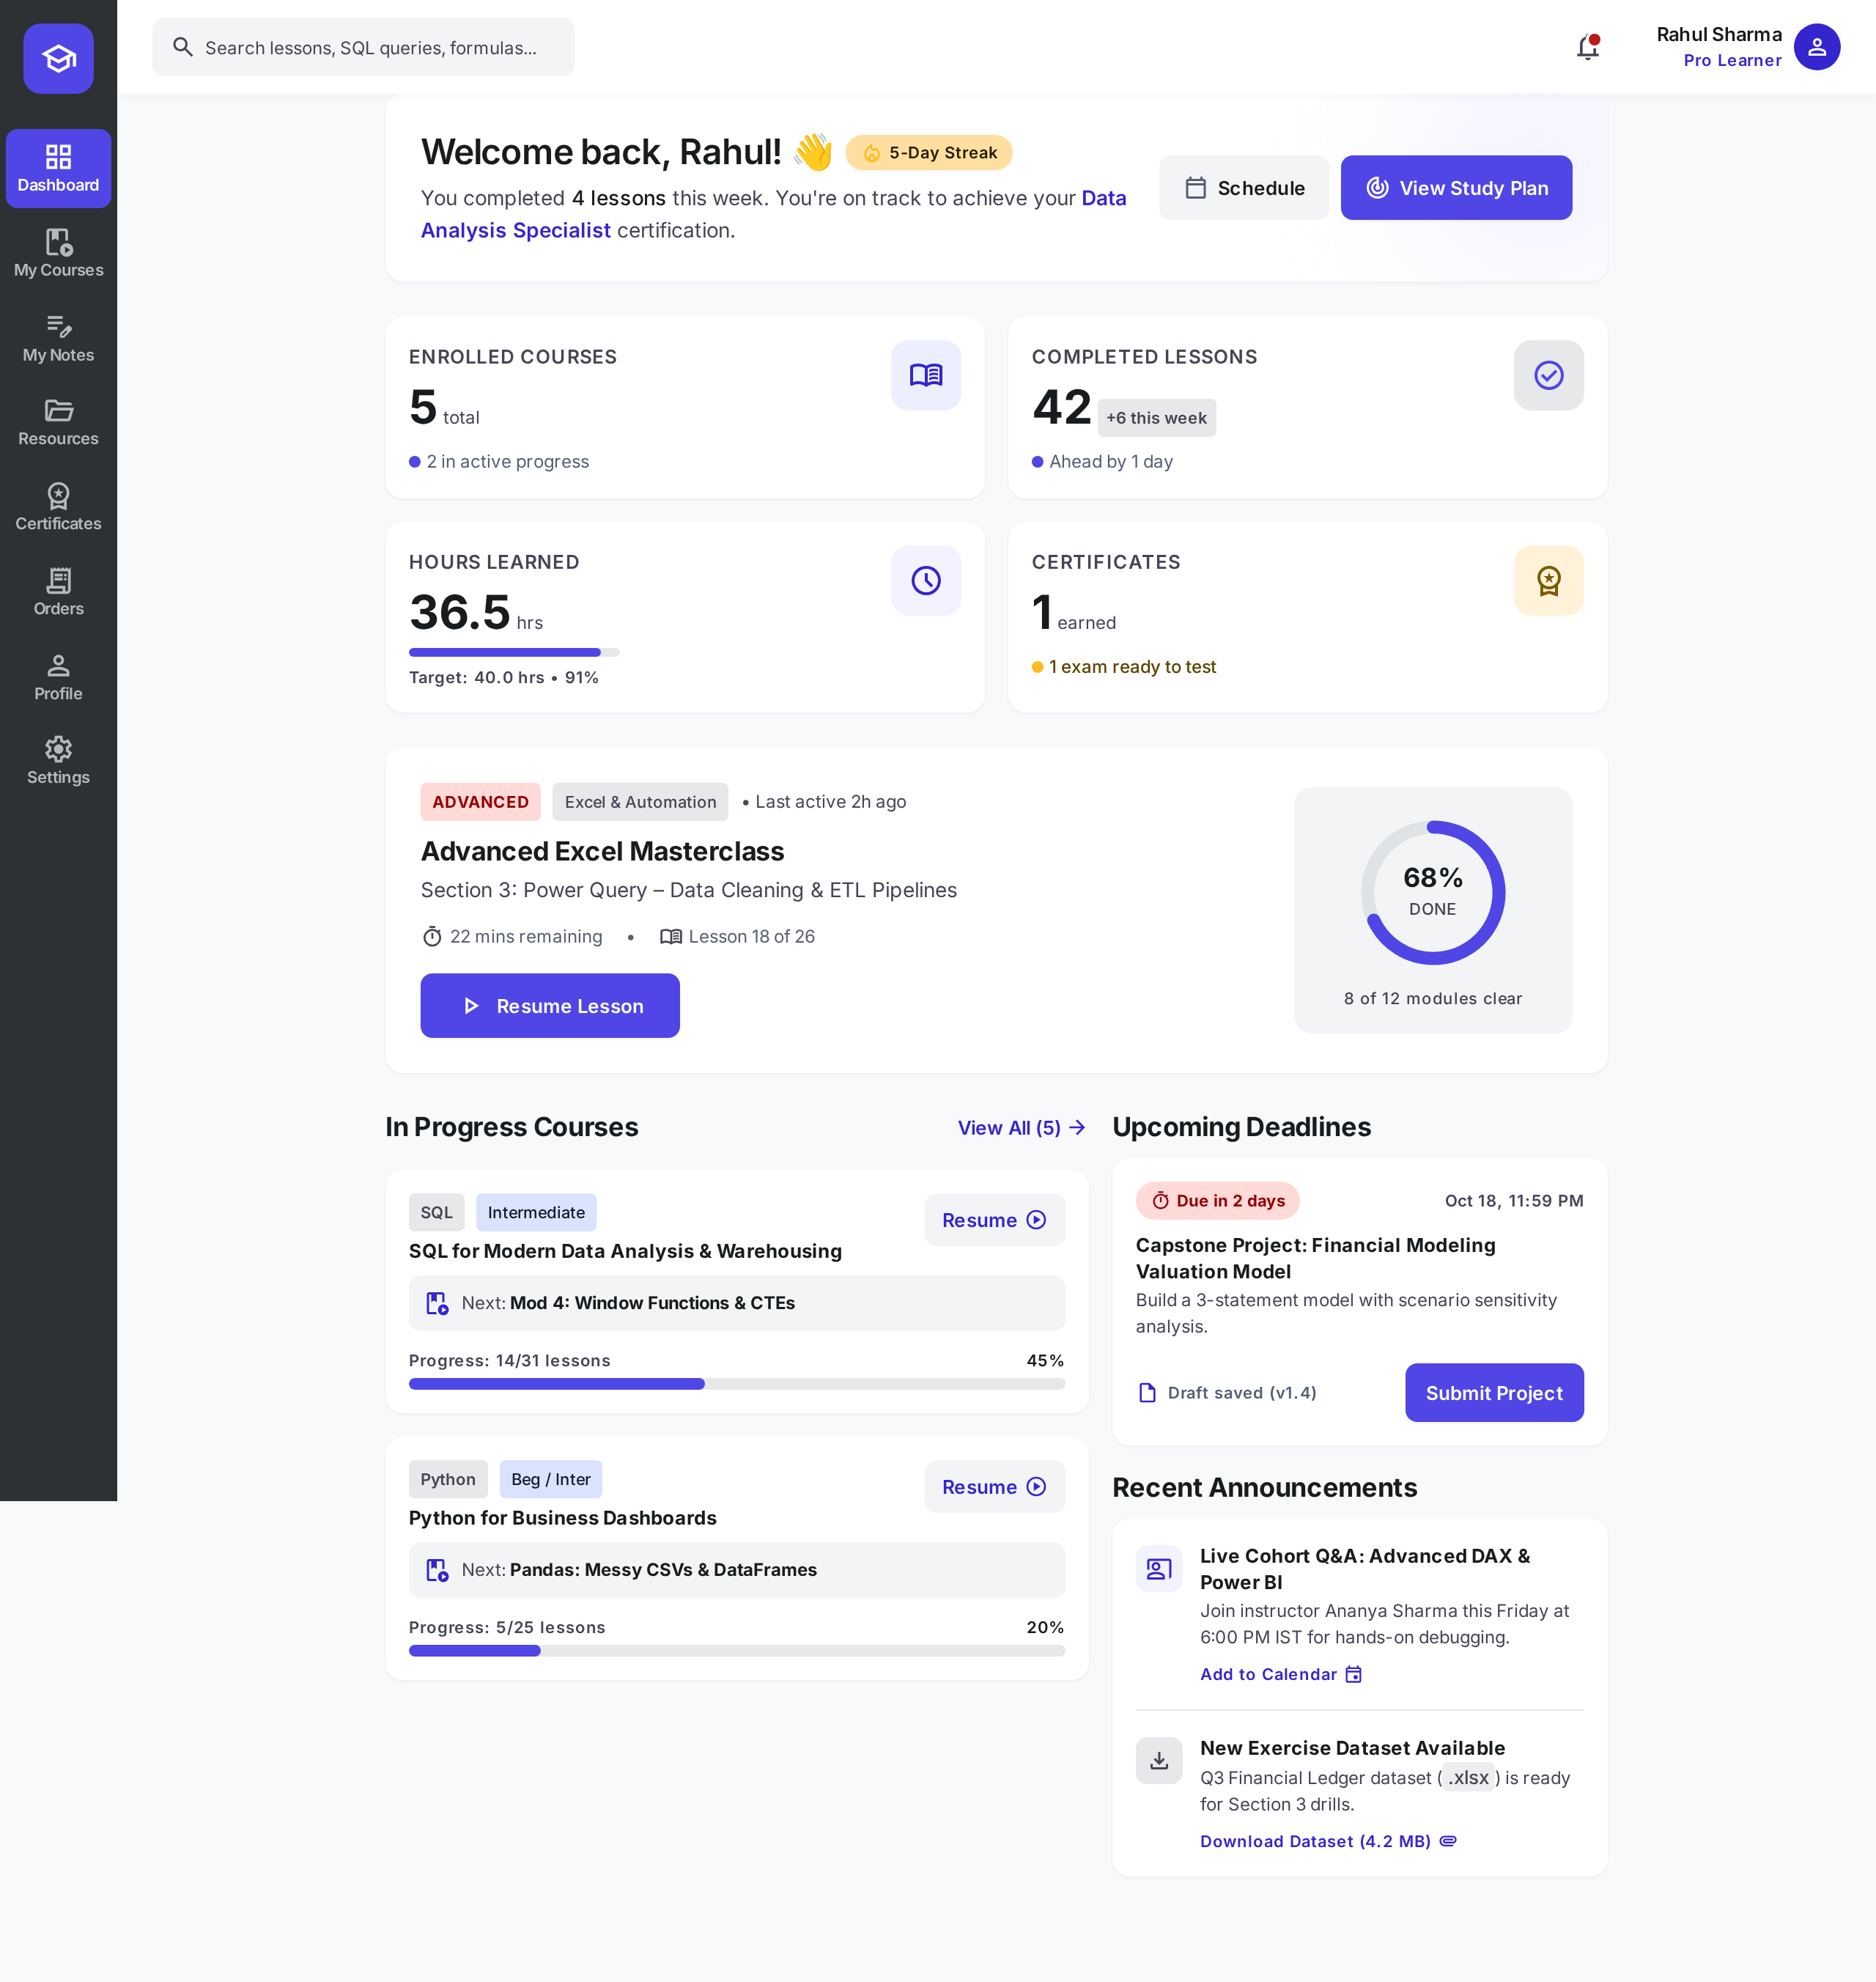 Search lessons, SQL queries, formulas...
Rahul Sharma
Pro Learner
Dashboard
My Courses
My Notes
Resources
Certificates
Orders
Profile
Settings
Welcome back, Rahul! 👋 5-Day Streak
You completed 4 lessons this week. You're on track to achieve your Data
Analysis Specialist certification.
Schedule
View Study Plan
ENROLLED COURSES
5 total
2 in active progress
COMPLETED LESSONS
42 +6 this week
Ahead by 1 day
HOURS LEARNED
36.5 hrs
Target: 40.0 hrs • 91%
CERTIFICATES
1 earned
1 exam ready to test
ADVANCED Excel & Automation • Last active 2h ago
Advanced Excel Masterclass
Section 3: Power Query – Data Cleaning & ETL Pipelines
22 mins remaining • Lesson 18 of 26
Resume Lesson
68%
DONE
8 of 12 modules clear
In Progress Courses
View All (5)
SQL Intermediate
Resume
SQL for Modern Data Analysis & Warehousing
Next: Mod 4: Window Functions & CTEs
Progress: 14/31 lessons 45%
Python Beg / Inter
Resume
Python for Business Dashboards
Next: Pandas: Messy CSVs & DataFrames
Progress: 5/25 lessons 20%
Upcoming Deadlines
Due in 2 days Oct 18, 11:59 PM
Capstone Project: Financial Modeling
Valuation Model
Build a 3-statement model with scenario sensitivity
analysis.
Draft saved (v1.4)
Submit Project
Recent Announcements
Live Cohort Q&A: Advanced DAX &
Power BI
Join instructor Ananya Sharma this Friday at
6:00 PM IST for hands-on debugging.
Add to Calendar
New Exercise Dataset Available
Q3 Financial Ledger dataset (.xlsx) is ready
for Section 3 drills.
Download Dataset (4.2 MB)